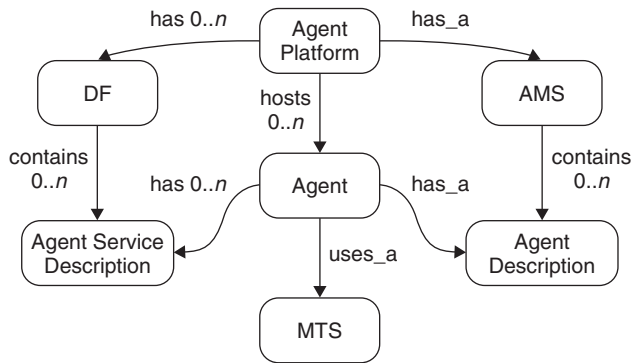 has 0..n
Agent
Platform
has_a
DF
hosts
0..n
AMS
contains
0..n
has 0..n
Agent
has_a
contains
0..n
Agent Service
Description
uses_a
Agent
Description
MTS